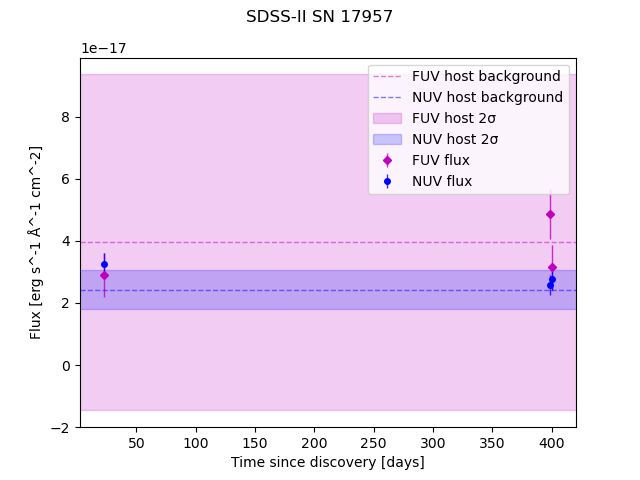 SDSS-II SN 17957
1e−17
FUV host background
NUV host background
FUV host 2σ
NUV host 2σ
FUV flux
NUV flux
8
6
4
2
0
−2
Flux [erg s^-1 Å^-1 cm^-2]
50 100 150 200 250 300 350 400
Time since discovery [days]